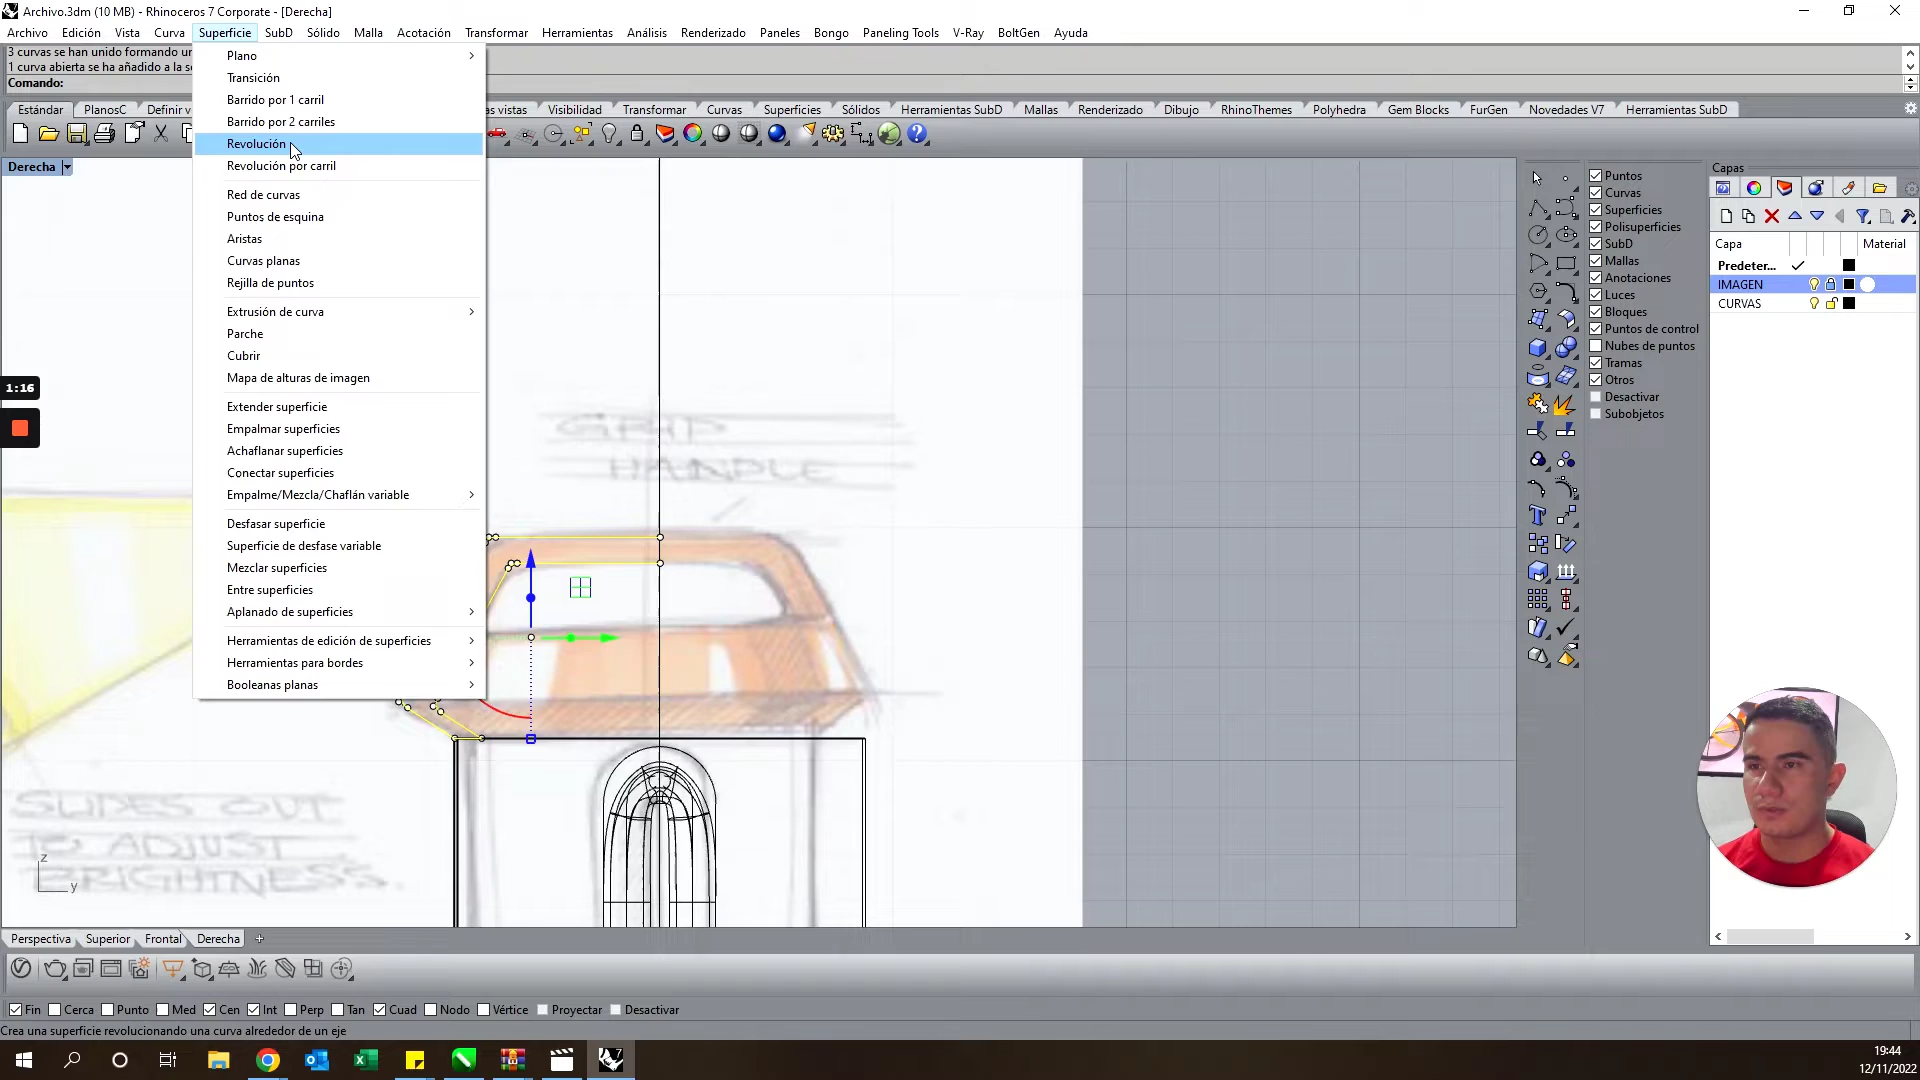 Archivo.3dm (10 MB) - Rhinoceros 7 Corporate - [Derecha]
Archivo Edición Vista Curva Superficie SubD Sólido Malla Acotación Transformar Herramientas Análisis Renderizado Paneles Bongo Paneling Tools V-Ray BoltGen Ayuda
3 curvas se han unido formando
1 curva abierta se ha añadido a la
Comando:
Estándar PlanosC Definir vistas Visibilidad Transformar Curvas Superficies Sólidos Herramientas SubD Mallas Renderizado Dibujo RhinoThemes Polyhedra Gem Blocks FurGen Novedades V7 Herramientas SubD
Derecha
Plano
Transición
Barrido por 1 carril
Barrido por 2 carriles
Revolución
Revolución por carril
Red de curvas
Puntos de esquina
Aristas
Curvas planas
Rejilla de puntos
Extrusión de curva
Parche
Cubrir
Mapa de alturas de imagen
Extender superficie
Empalmar superficies
Achaflanar superficies
Conectar superficies
Empalme/Mezcla/Chaflán variable
Desfasar superficie
Superficie de desfase variable
Mezclar superficies
Entre superficies
Aplanado de superficies
Herramientas de edición de superficies
Herramientas para bordes
Booleanas planas
1:16
GRIP
HANDLE
SLIDES OUT
TO ADJUST
BRIGHTNESS.
z
y
Puntos
Curvas
Superficies
Polisuperficies
SubD
Mallas
Anotaciones
Luces
Bloques
Puntos de control
Nubes de puntos
Tramas
Otros
Desactivar
Subobjetos
Capas
Capa Material
Predeter...
IMAGEN
CURVAS
Perspectiva Superior Frontal Derecha
Fin Cerca Punto Med Cen Int Perp Tan Cuad Nodo Vértice Proyectar Desactivar
Crea una superficie revolucionando una curva alrededor de un eje
19:44
12/11/2022